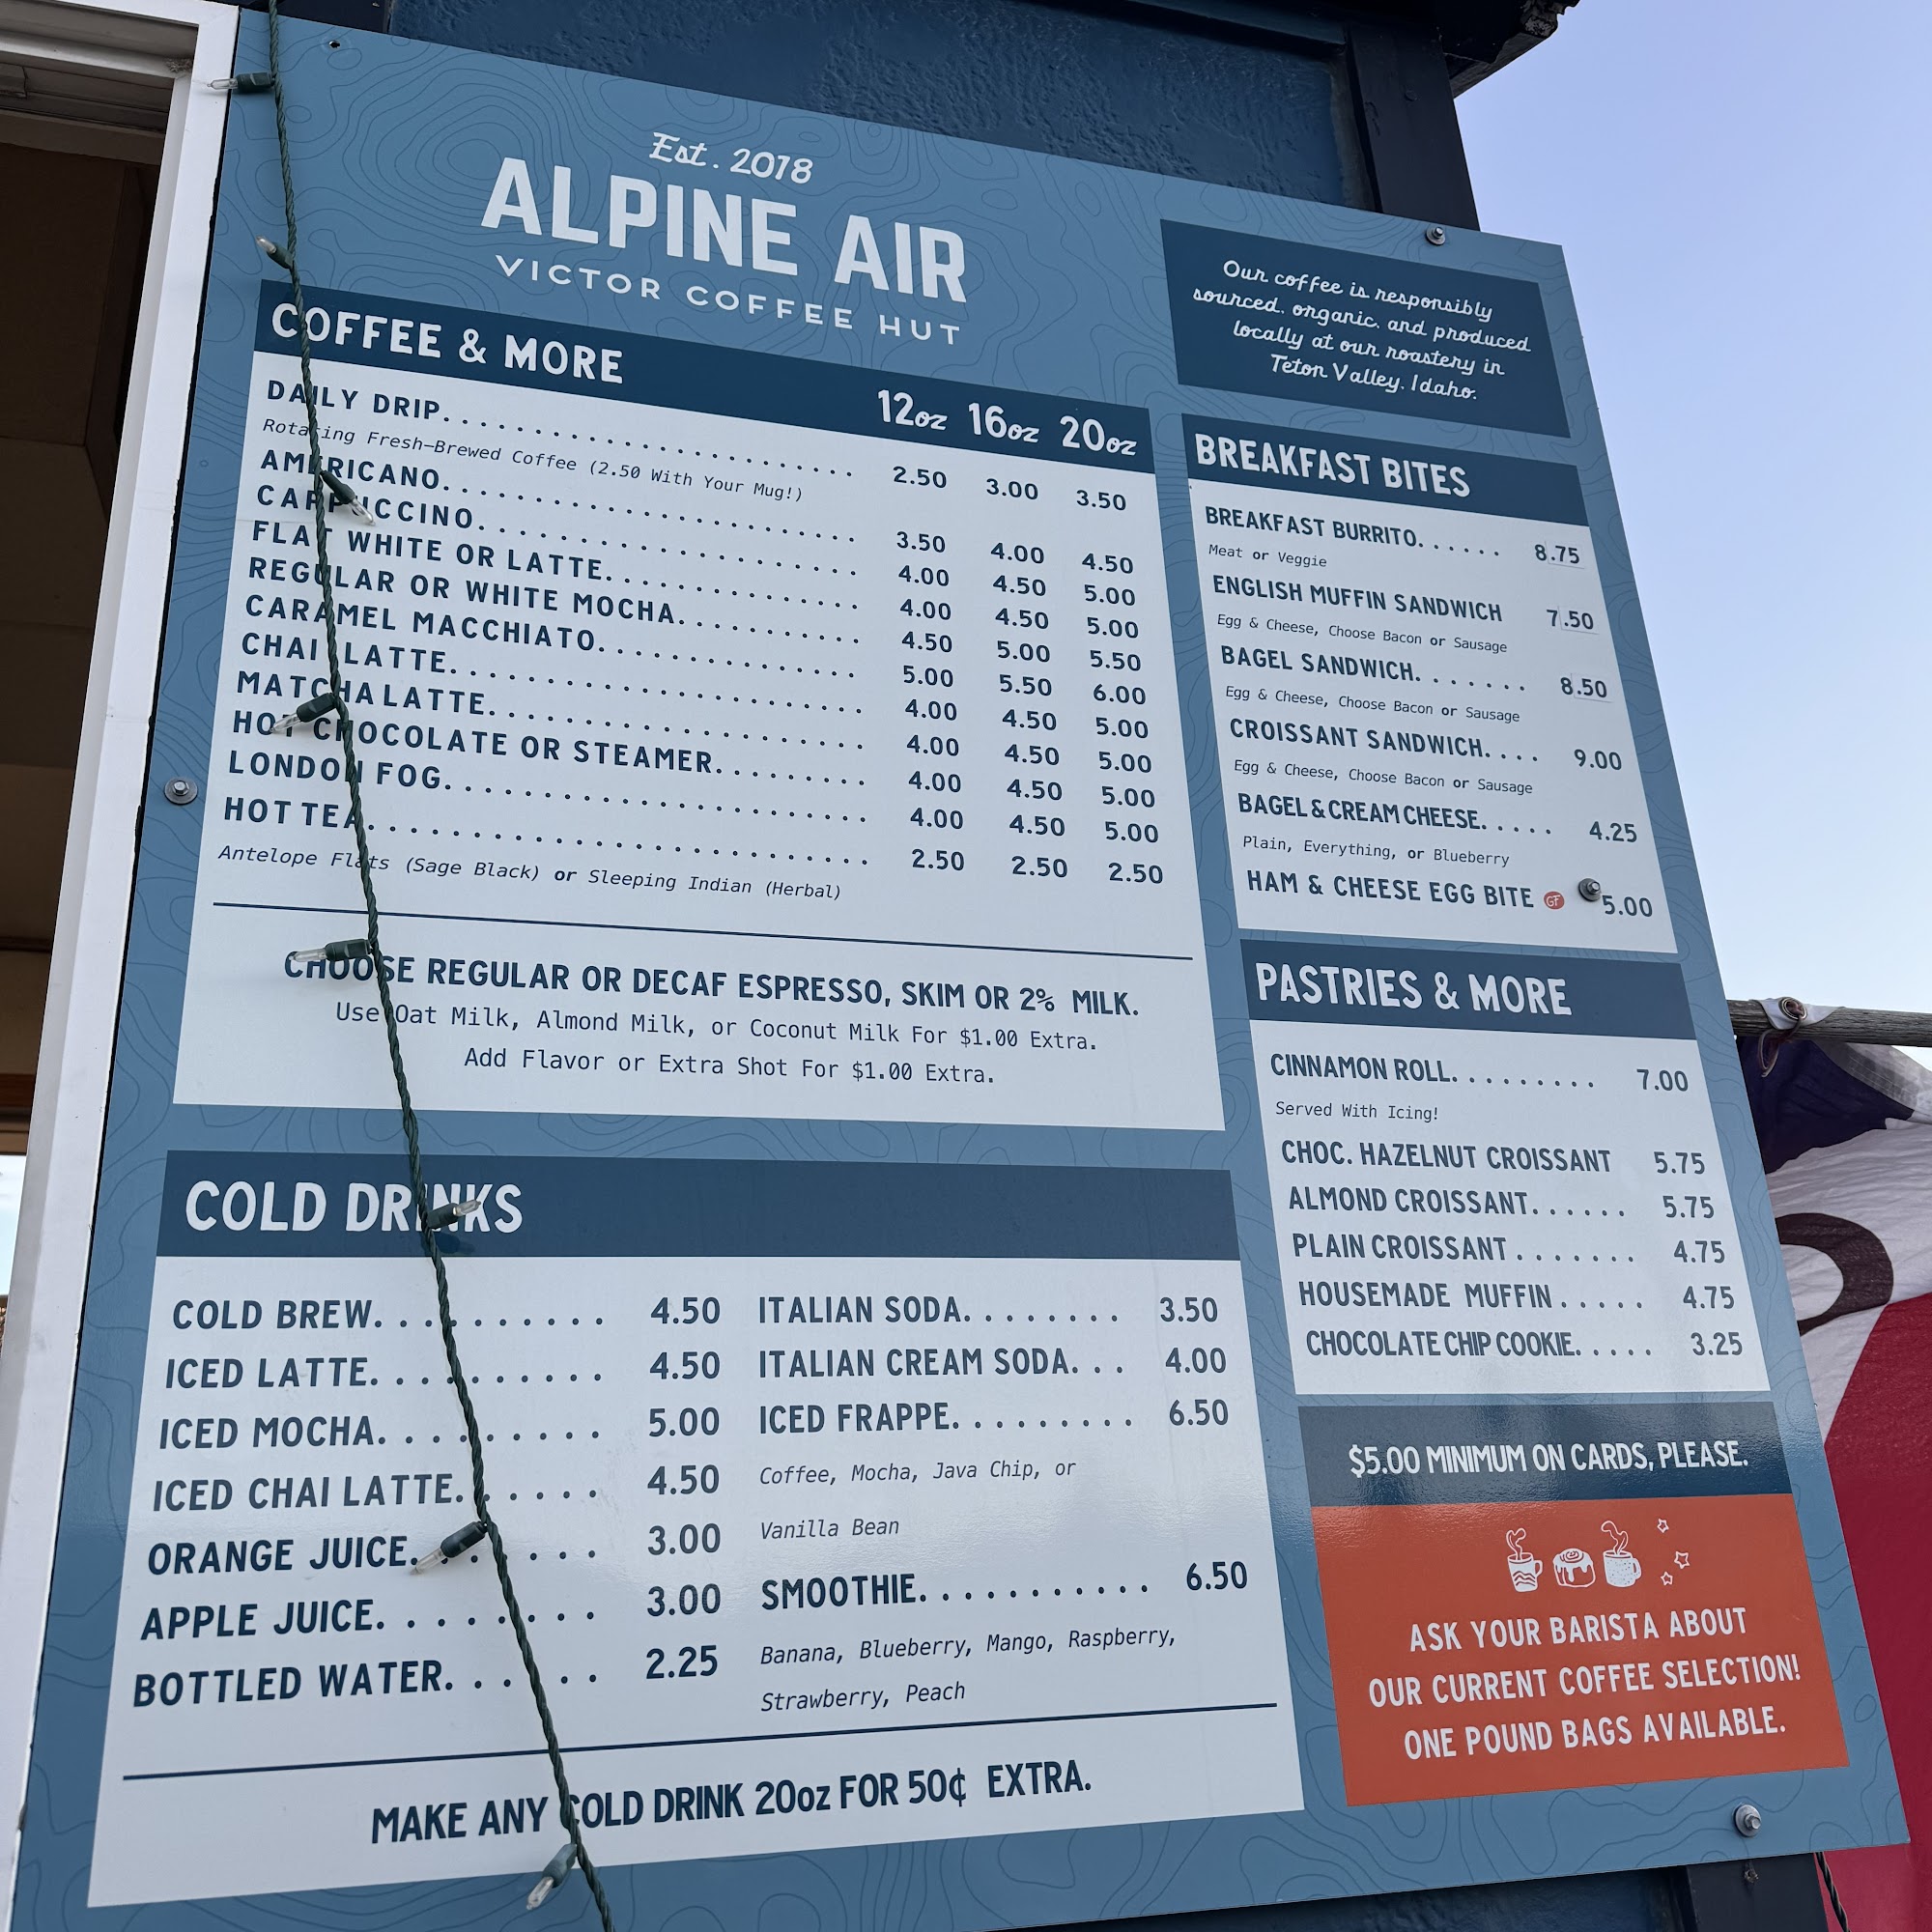 Est. 2018
ALPINE AIR
VICTOR COFFEE HUT
Our coffee is responsibly
sourced, organic, and produced
locally at our roastery in
Teton Valley, Idaho.
COFFEE & MORE 12oz 16oz 20oz
DAILY DRIP. 2.50 3.00 3.50
Rotating Fresh-Brewed Coffee (2.50 With Your Mug!)
AMERICANO. 3.50 4.00 4.50
CAPPUCCINO. 4.00 4.50 5.00
FLAT WHITE OR LATTE. 4.00 4.50 5.00
REGULAR OR WHITE MOCHA. 4.50 5.00 5.50
CARAMEL MACCHIATO. 5.00 5.50 6.00
CHAI LATTE. 4.00 4.50 5.00
MATCHA LATTE. 4.00 4.50 5.00
HOT CHOCOLATE OR STEAMER. 4.00 4.50 5.00
LONDON FOG. 4.00 4.50 5.00
HOT TEA. 2.50 2.50 2.50
Antelope Flats (Sage Black) or Sleeping Indian (Herbal)
CHOOSE REGULAR OR DECAF ESPRESSO, SKIM OR 2% MILK.
Use Oat Milk, Almond Milk, or Coconut Milk For $1.00 Extra.
Add Flavor or Extra Shot For $1.00 Extra.
COLD DRINKS
COLD BREW. 4.50
ICED LATTE. 4.50
ICED MOCHA. 5.00
ICED CHAI LATTE. 4.50
ORANGE JUICE. 3.00
APPLE JUICE. 3.00
BOTTLED WATER. 2.25
ITALIAN SODA. 3.50
ITALIAN CREAM SODA. 4.00
ICED FRAPPE. 6.50
Coffee, Mocha, Java Chip, or
Vanilla Bean
SMOOTHIE. 6.50
Banana, Blueberry, Mango, Raspberry,
Strawberry, Peach
MAKE ANY COLD DRINK 20oz FOR 50¢ EXTRA.
BREAKFAST BITES
BREAKFAST BURRITO. 8.75
Meat or Veggie
ENGLISH MUFFIN SANDWICH 7.50
Egg & Cheese, Choose Bacon or Sausage
BAGEL SANDWICH. 8.50
Egg & Cheese, Choose Bacon or Sausage
CROISSANT SANDWICH. 9.00
Egg & Cheese, Choose Bacon or Sausage
BAGEL & CREAM CHEESE. 4.25
Plain, Everything, or Blueberry
HAM & CHEESE EGG BITE GF 5.00
PASTRIES & MORE
CINNAMON ROLL. 7.00
Served With Icing!
CHOC. HAZELNUT CROISSANT 5.75
ALMOND CROISSANT. 5.75
PLAIN CROISSANT. 4.75
HOUSEMADE MUFFIN. 4.75
CHOCOLATE CHIP COOKIE. 3.25
$5.00 MINIMUM ON CARDS, PLEASE.
ASK YOUR BARISTA ABOUT
OUR CURRENT COFFEE SELECTION!
ONE POUND BAGS AVAILABLE.